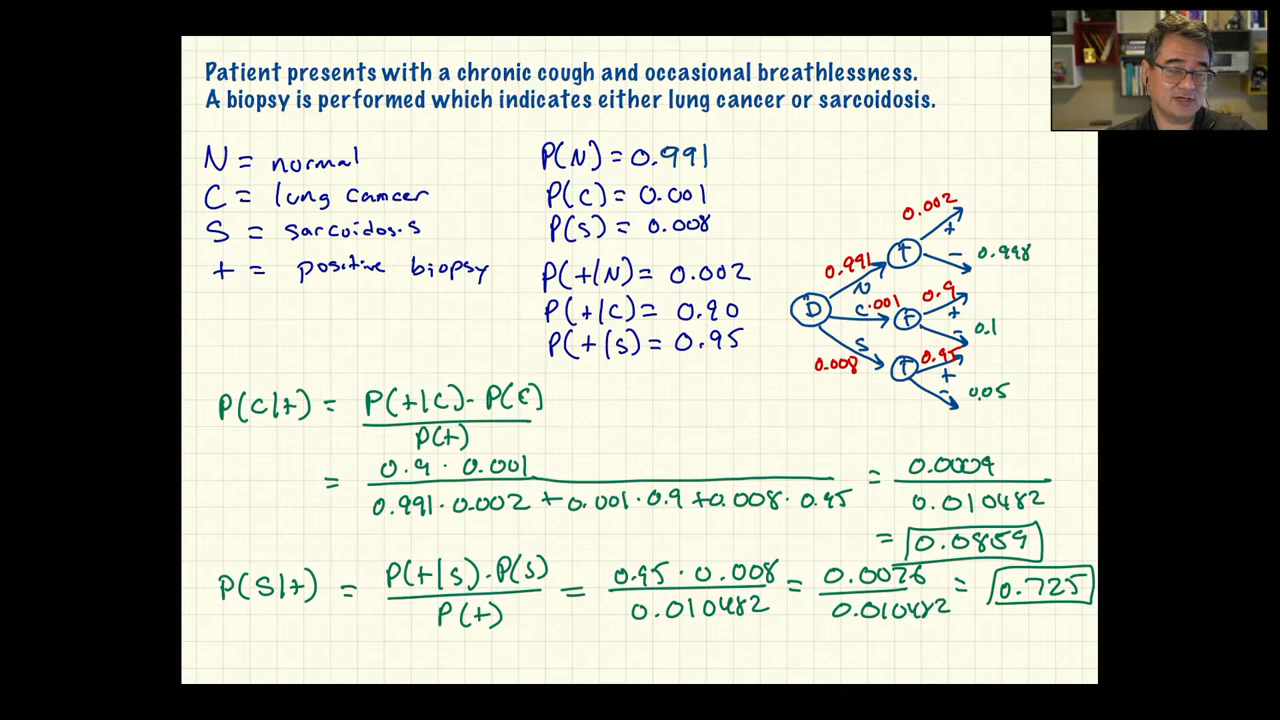 Patient presents with a chronic cough and occasional breathlessness.
A biopsy is performed which indicates either lung cancer or sarcoidosis.
N = normal
C = lung cancer
S = sarcoidosis
+ = positive biopsy
P(N) = 0.991
P(C) = 0.001
P(S) = 0.008
P(+|N) = 0.002
P(+|C) = 0.90
P(+|S) = 0.95
0.002
+
0.991
T
- 0.998
N
D
C .001
T
0.9
+
- 0.1
S
0.008
T
0.95
+
- 0.05
P(C|+) = P(+|C) · P(C) / P(+)
= 0.9 · 0.001 / 0.991 · 0.002 + 0.001 · 0.9 + 0.008 · 0.95 = 0.0009 / 0.010482
= 0.0859
P(S|+) = P(+|S) · P(S) / P(+) = 0.95 · 0.008 / 0.010482 = 0.0076 / 0.010482 = 0.725